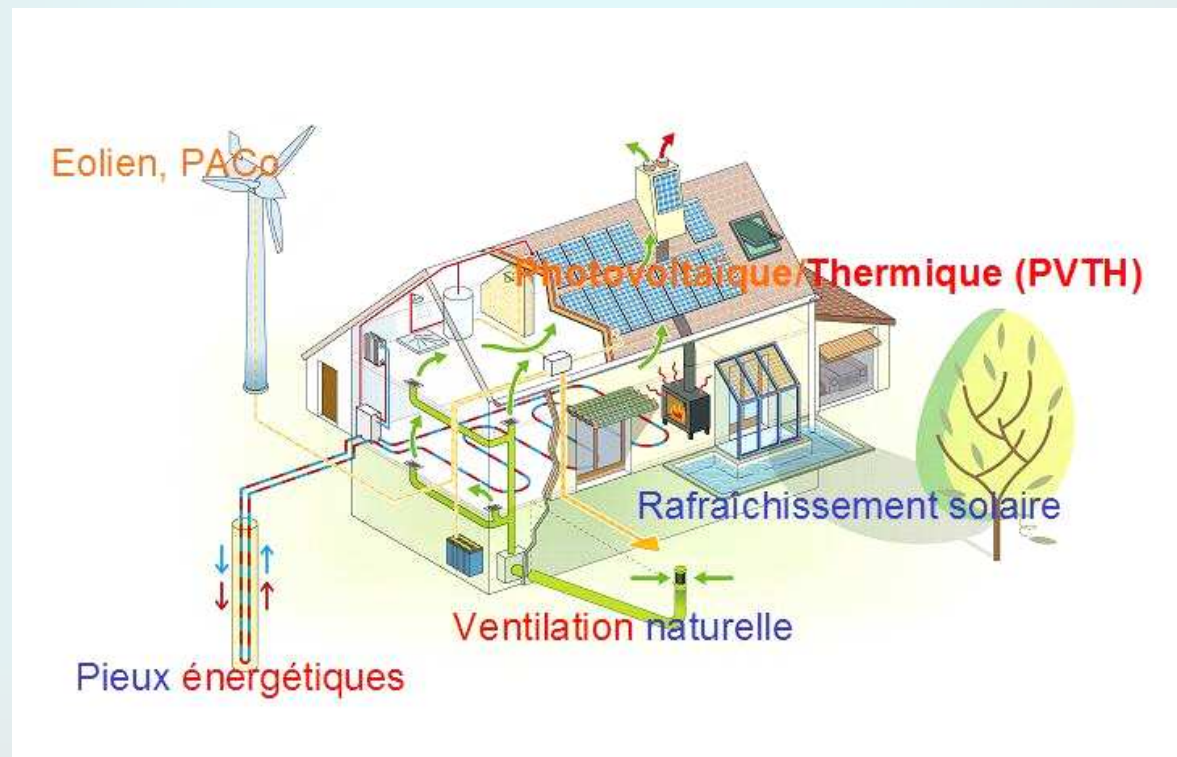 Eolien, PACo
Photovoltaïque/Thermique (PVTH)
Rafraîchissement solaire
Ventilation naturelle
Pieux énergétiques